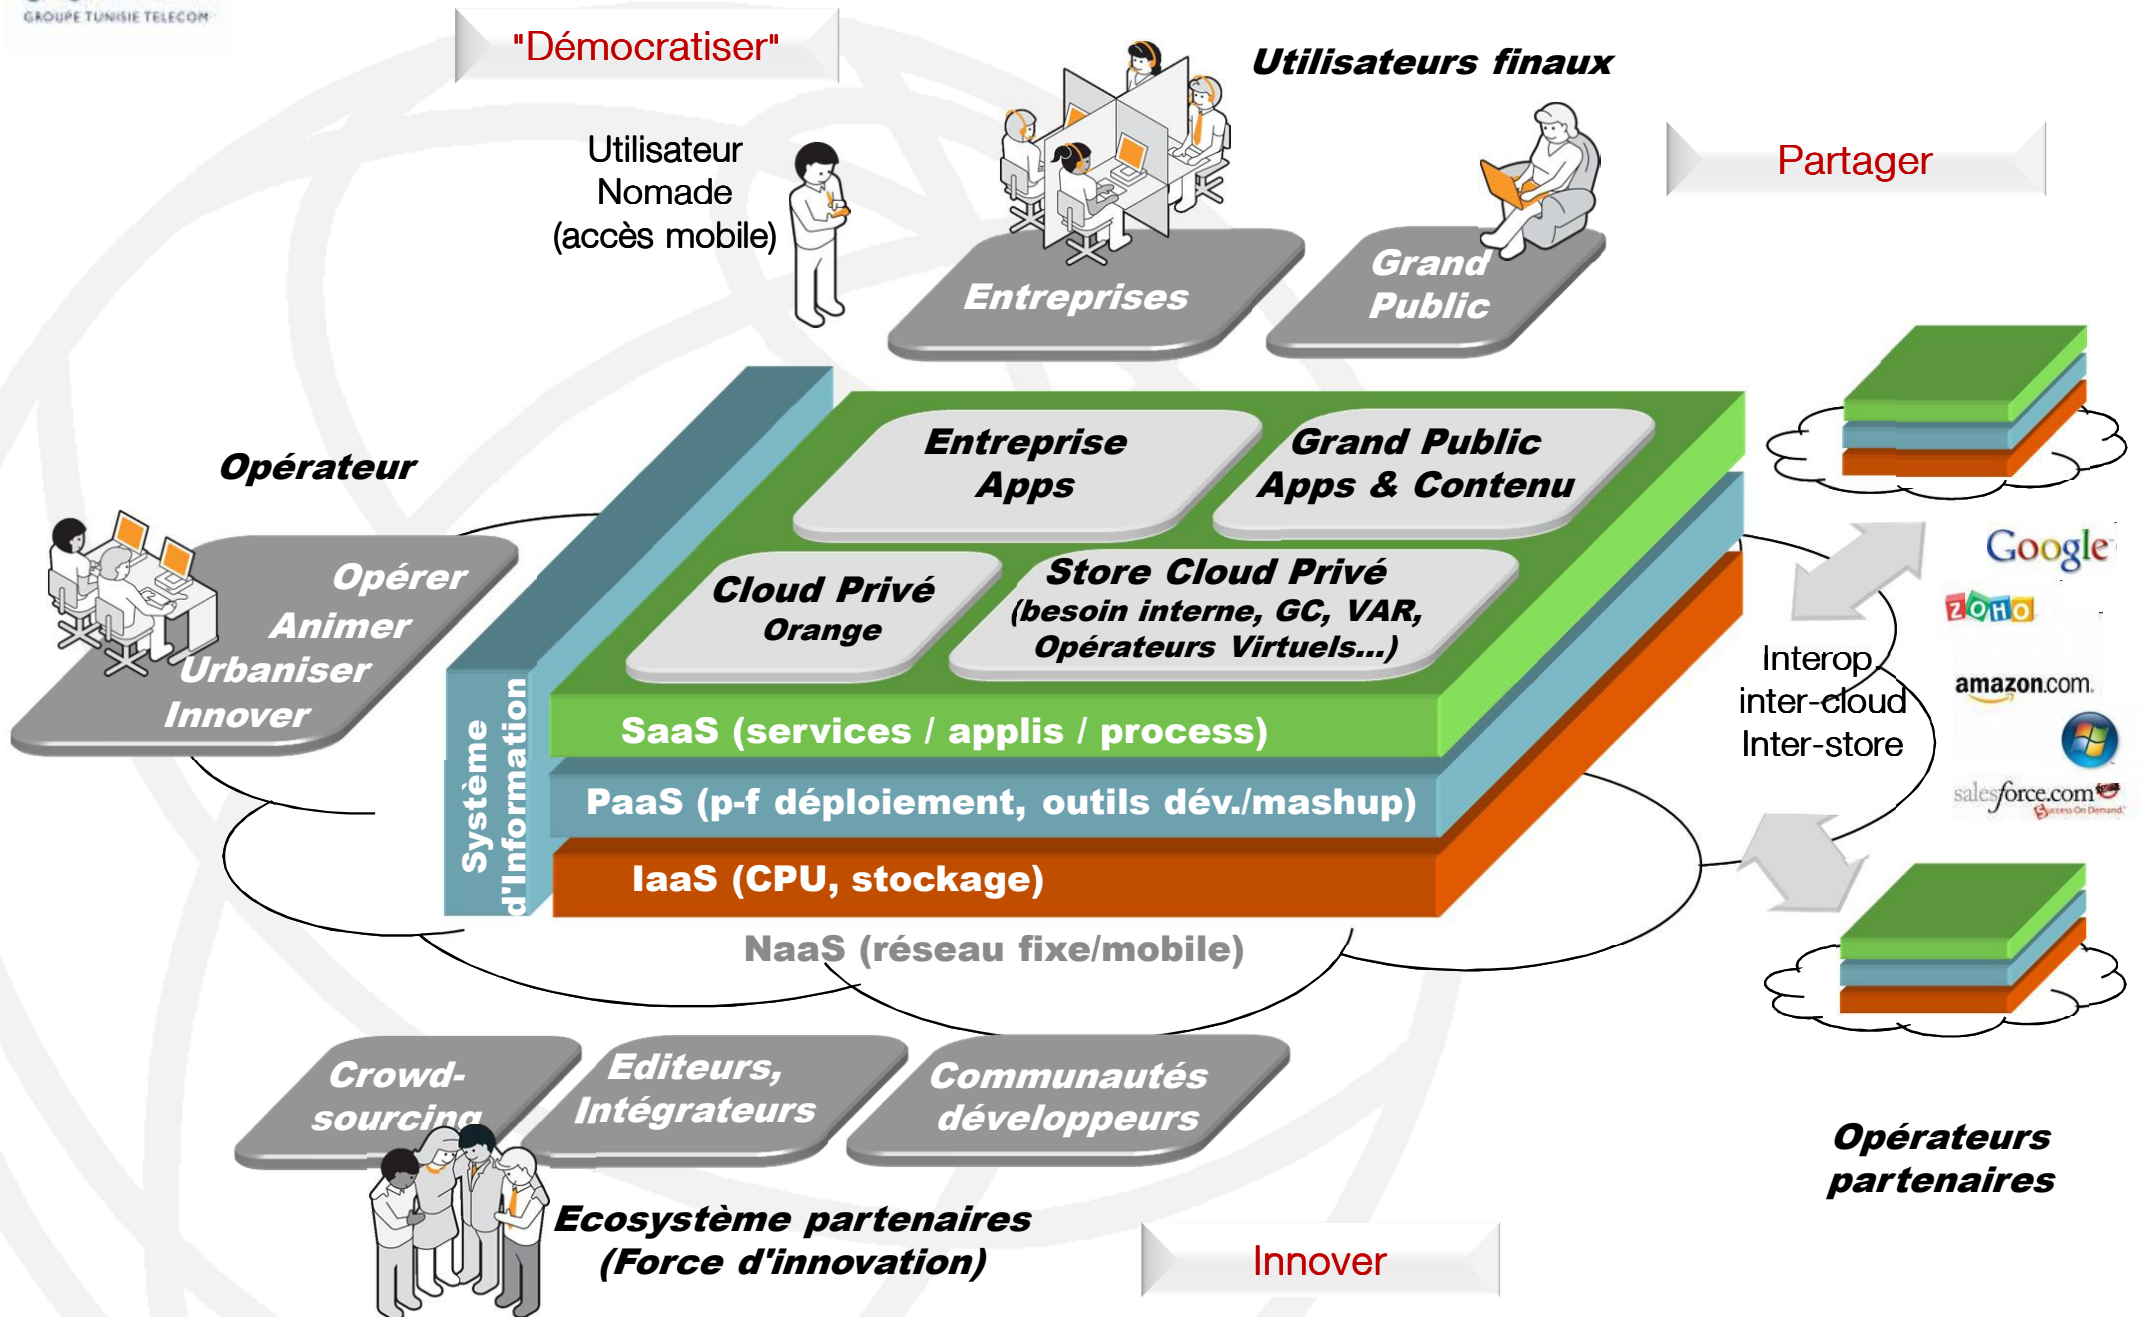 GROUPE TUNISIE TELECOM
"Démocratiser"
Utilisateurs finaux
Utilisateur
Nomade
(accès mobile)
Partager
Entreprises
Grand
Public
Opérateur
Opérer
Animer
Urbaniser
Innover
Entreprise
Apps
Grand Public
Apps & Contenu
Cloud Privé
Orange
Store Cloud Privé
(besoin interne, GC, VAR,
Opérateurs Virtuels...)
Système
d'Information
SaaS (services / applis / process)
PaaS (p-f déploiement, outils dév./mashup)
IaaS (CPU, stockage)
NaaS (réseau fixe/mobile)
Interop.
inter-cloud
Inter-store
Google
ZOHO
amazon.com.
salesforce.com
Success On Demand.
Crowd-
sourcing
Editeurs,
Intégrateurs
Communautés
développeurs
Ecosystème partenaires
(Force d'innovation)
Innover
Opérateurs
partenaires